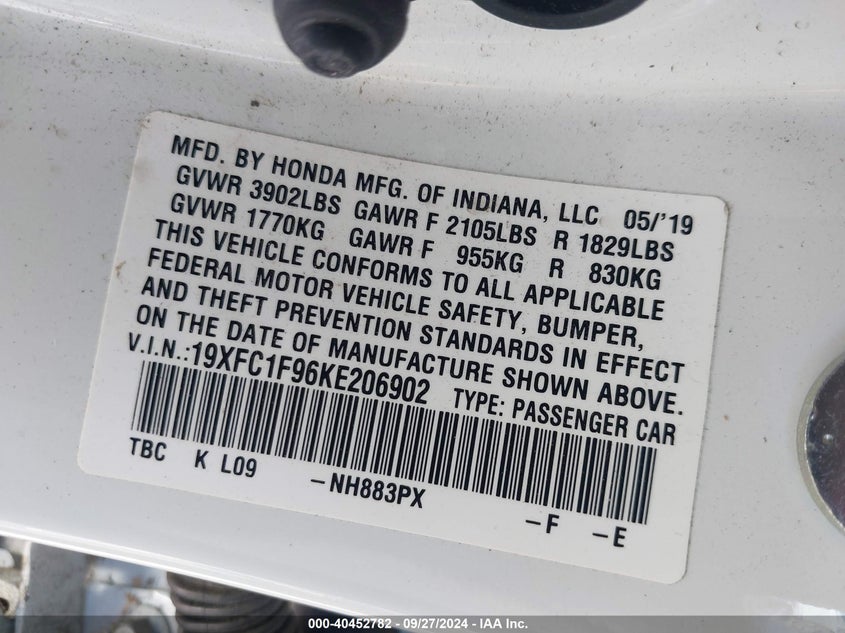 MFD. BY HONDA MFG. OF INDIANA, LLC 05/'19
GVWR 3902LBS GAWR F 2105LBS R 1829LBS
GVWR 1770KG GAWR F 955KG R 830KG
THIS VEHICLE CONFORMS TO ALL APPLICABLE
FEDERAL MOTOR VEHICLE SAFETY, BUMPER,
AND THEFT PREVENTION STANDARDS IN EFFECT
ON THE DATE OF MANUFACTURE SHOWN ABOVE.
V.I.N.:19XFC1F96KE206902 TYPE: PASSENGER CAR
TBC K L09 -NH883PX -F -E
000-40452782 - 09/27/2024 - IAA Inc.